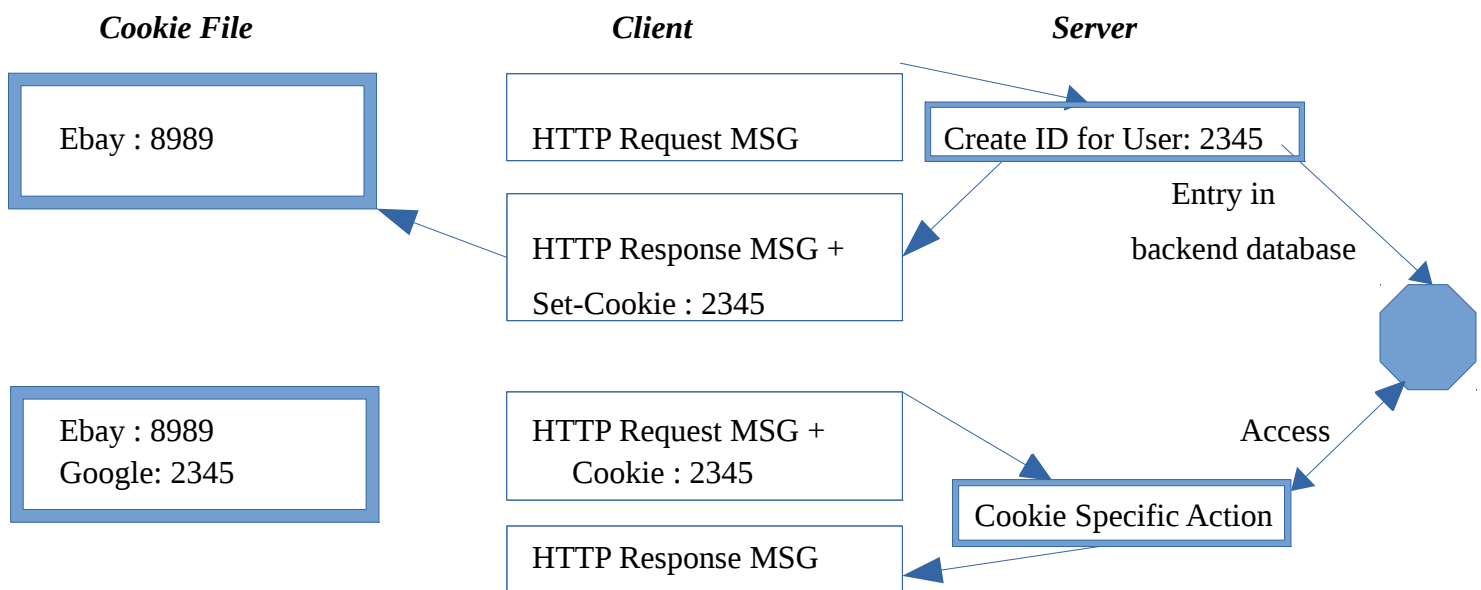 Cookie File
Client
Server
Ebay : 8989
HTTP Request MSG
Create ID for User: 2345
Entry in
backend database
HTTP Response MSG +
Set-Cookie : 2345
Ebay : 8989
Google: 2345
HTTP Request MSG +
Cookie : 2345
Access
Cookie Specific Action
HTTP Response MSG